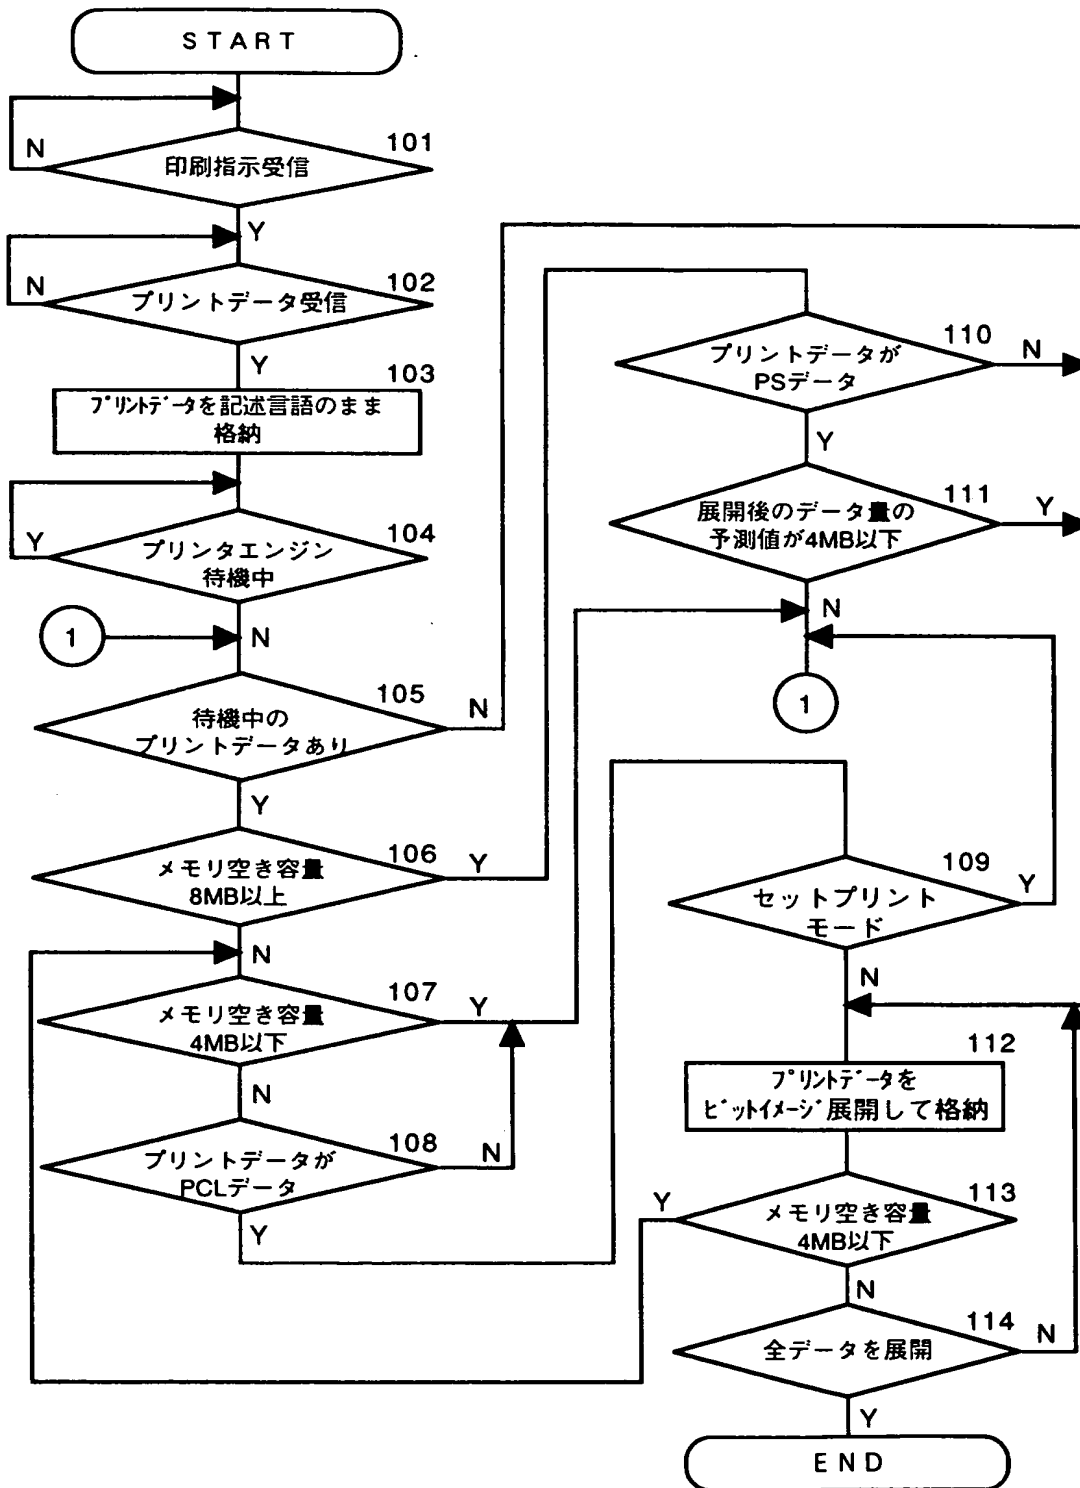 START
101
N
印刷指示受信
Y
102
N
プリントデータ受信
Y
103
プリントデータを記述言語のまま
格納
104
Y
プリンタエンジン
待機中
1
N
105
N
待機中の
プリントデータあり
Y
106
Y
メモリ空き容量
8MB以上
N
107
Y
メモリ空き容量
4MB以下
N
108
N
プリントデータが
PCLデータ
Y
110
N
プリントデータが
PSデータ
Y
111
Y
展開後のデータ量の
予測値が4MB以下
N
1
109
Y
セットプリント
モード
N
112
プリントデータを
ビットイメージ展開して格納
113
Y
メモリ空き容量
4MB以下
N
114
N
全データを展開
Y
END